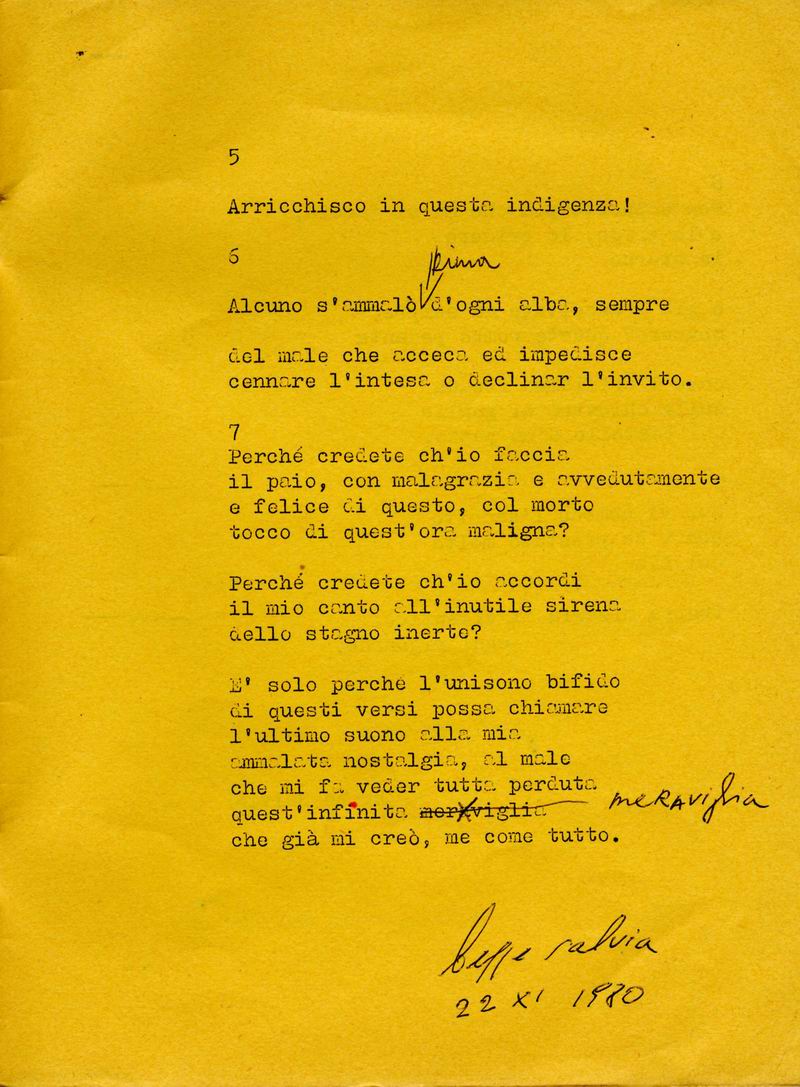 5
Arricchisco in questa indigenza!
6
prima
Alcuno s'ammalò d'ogni alba, sempre
del male che acceca ed impedisce
cennare l'intesa o declinar l'invito.
7
Perché credete ch'io faccia
il paio, con malagrazia e avvedutamente
e felice di questo, col morto
tocco di quest'ora maligna?
Perché credete ch'io accordi
il mio canto all'inutile sirena
dello stagno inerte?
E' solo perchè l'unisono bifido
di questi versi possa chiamare
l'ultimo suono alla mia
ammalata nostalgia, al male
che mi fa veder tutta perduta
quest'infinita merxviglia meraviglia
che già mi creò, me come tutto.
beppe salvia
22 XI 1980